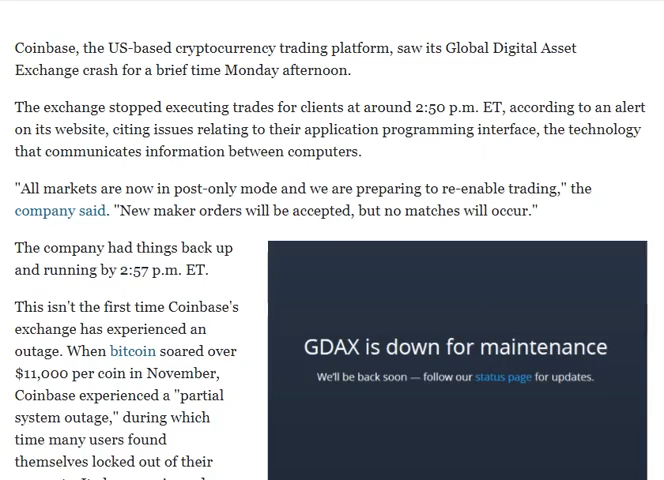 Coinbase, the US-based cryptocurrency trading platform, saw its Global Digital Asset
Exchange crash for a brief time Monday afternoon.
The exchange stopped executing trades for clients at around 2:50 p.m. ET, according to an alert
on its website, citing issues relating to their application programming interface, the technology
that communicates information between computers.
"All markets are now in post-only mode and we are preparing to re-enable trading," the
company said. "New maker orders will be accepted, but no matches will occur."
The company had things back up
and running by 2:57 p.m. ET.
This isn't the first time Coinbase's
exchange has experienced an
outage. When bitcoin soared over
$11,000 per coin in November,
Coinbase experienced a "partial
system outage," during which
time many users found
themselves locked out of their
GDAX is down for maintenance
We'll be back soon — follow our status page for updates.